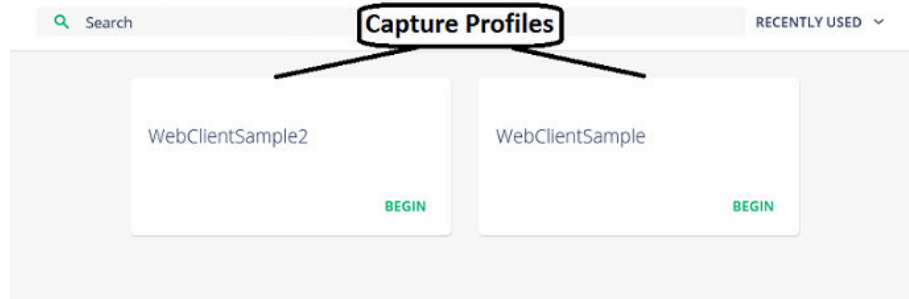 Search
Capture Profiles
RECENTLY USED
WebClientSample2
WebClientSample
BEGIN
BEGIN